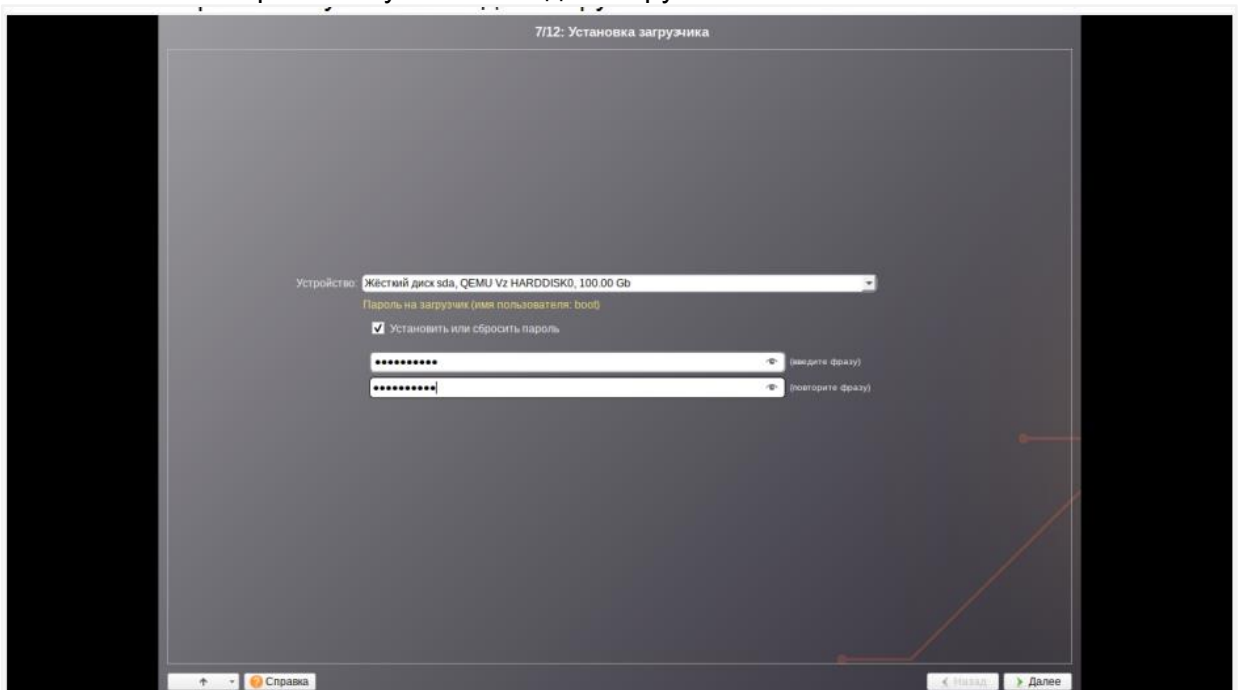 7/12: Установка загрузчика
Устройство: Жёсткий диск sda, QEMU Vz HARDDISK0, 100.00 Gb
Пароль на загрузчик (имя пользователя: boot)
Установить или сбросить пароль
•••••••••• (введите фразу)
•••••••••• (повторите фразу)
Справка Назад Далее